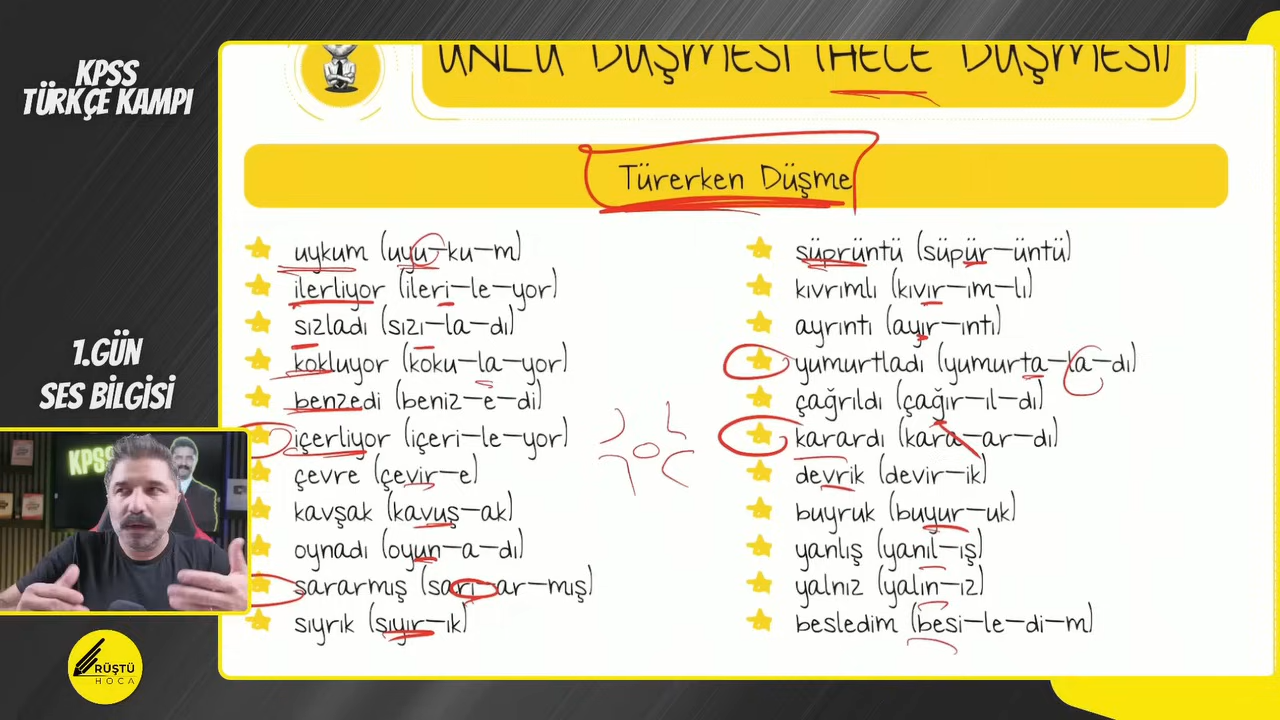 KPSS
TÜRKÇE KAMPI
1.GÜN
SES BİLGİSİ
KPSS
RÜŞTÜ
HOCA
ÜNLÜ DÜŞMESİ (HECE DÜŞMESİ)
Türerken Düşme
uykum (uyu-ku-m)
ilerliyor (ileri-le-yor)
sızladı (sızı-la-dı)
kokluyor (koku-la-yor)
benzedi (beniz-e-di)
içerliyor (içeri-le-yor)
çevre (çevir-e)
kavşak (kavuş-ak)
oynadı (oyun-a-dı)
sararmış (sarı-ar-mış)
sıyrık (sıyır-ık)
süprüntü (süpür-üntü)
kıvrımlı (kıvır-ım-lı)
ayrıntı (ayır-ıntı)
yumurtladı (yumurta-la-dı)
çağrıldı (çağır-ıl-dı)
karardı (kara-ar-dı)
devrik (devir-ik)
buyruk (buyur-uk)
yanlış (yanıl-ış)
yalnız (yalın-ız)
besledim (besi-le-di-m)